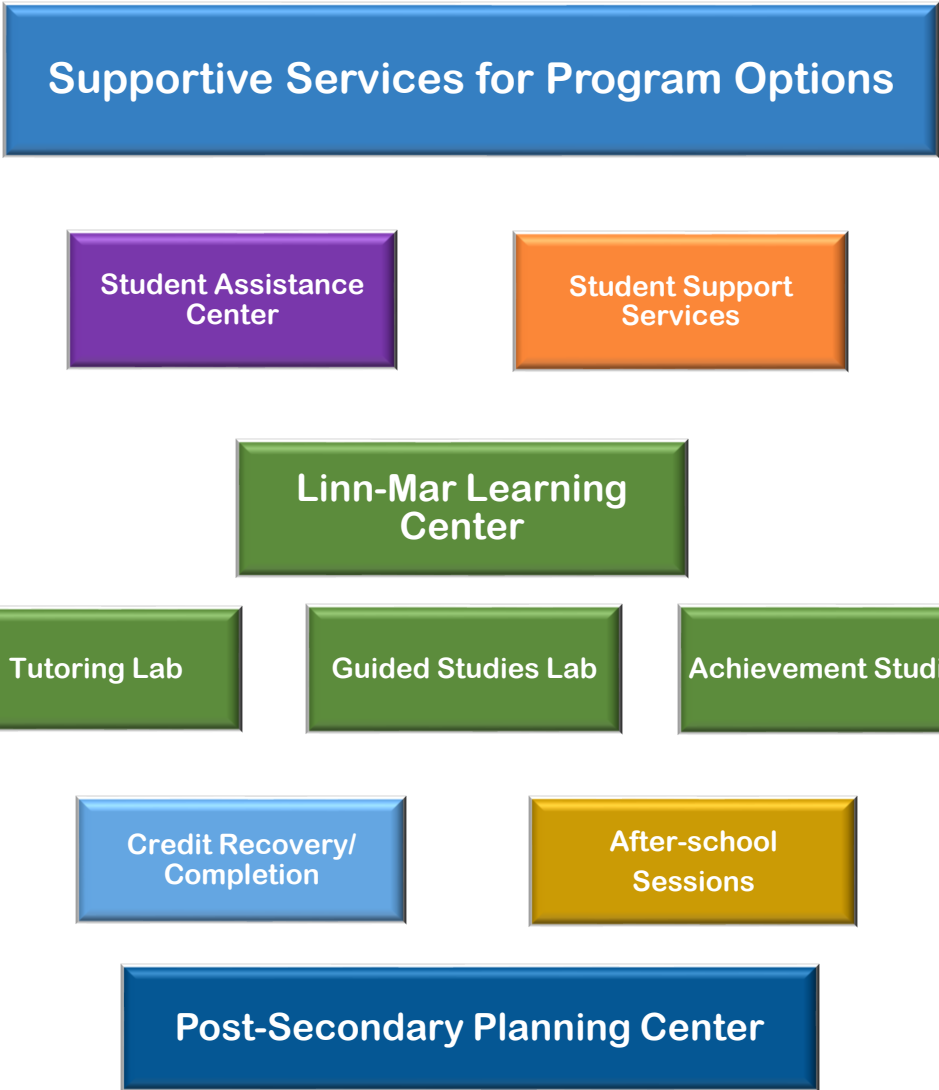 Supportive Services for Program Options
Student Assistance
Center
Student Support
Services
Linn-Mar Learning
Center
Tutoring Lab
Guided Studies Lab
Achievement
Credit Recovery/
Completion
After-school
Sessions
Post-Secondary Planning Center